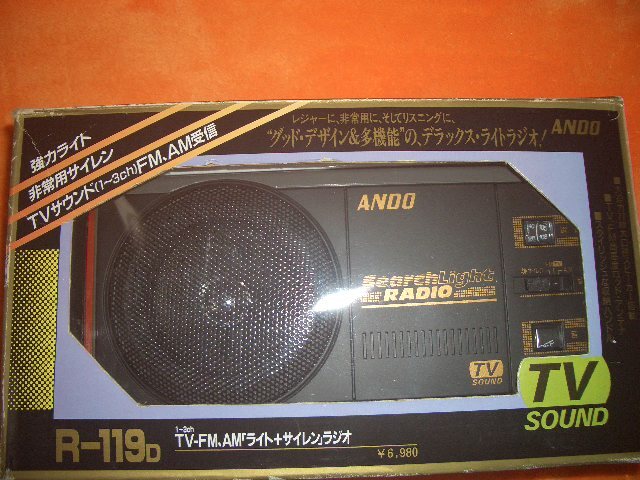 強力ライト
非常用サイレン
TVサウンド(1~3ch)FM、AM受信
レジャーに、非常用に、そしてリスニングに、
"グッド・デザイン&多機能"の、デラックス・ライトラジオ!
ANDO
ANDO
SearchLight
RADIO
TV
SOUND
TV
SOUND
R-119D
1~3ch
TV-FM、AM「ライト+サイレン」ラジオ
¥6,980